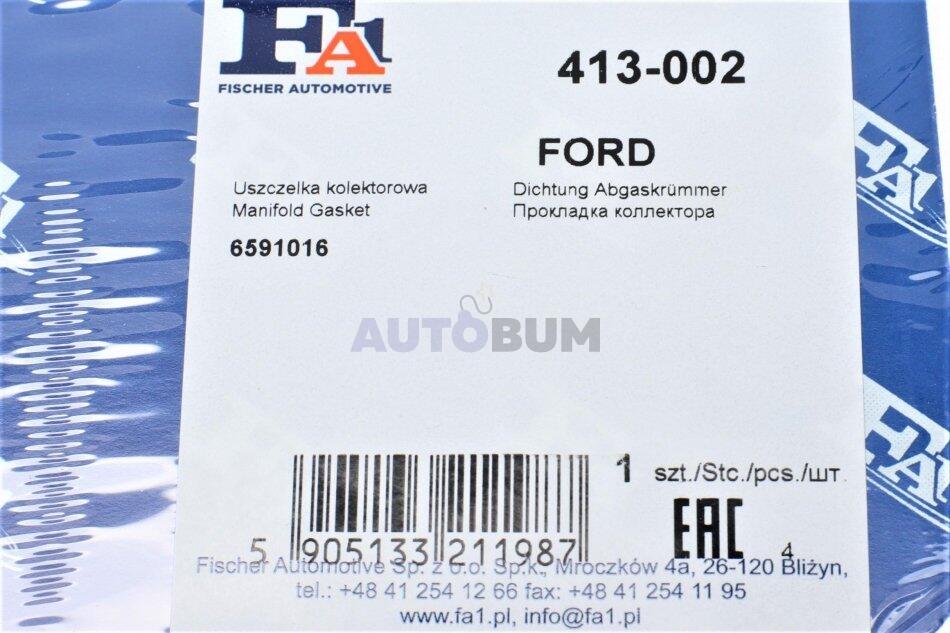 FA1
FISCHER AUTOMOTIVE
413-002
FORD
Uszczelka kolektorowa
Manifold Gasket
Dichtung Abgaskrümmer
Прокладка коллектора
6591016
AUTOBUM
1 szt./Stc./pcs./шт.
EAC
4
5 905133 211987
Fischer Automotive Sp. z o.o. Sp.k., Mroczków 4a, 26-120 Bliżyn,
tel.: +48 41 254 12 66 fax: +48 41 254 11 95
www.fa1.pl, info@fa1.pl
FA1
FA1